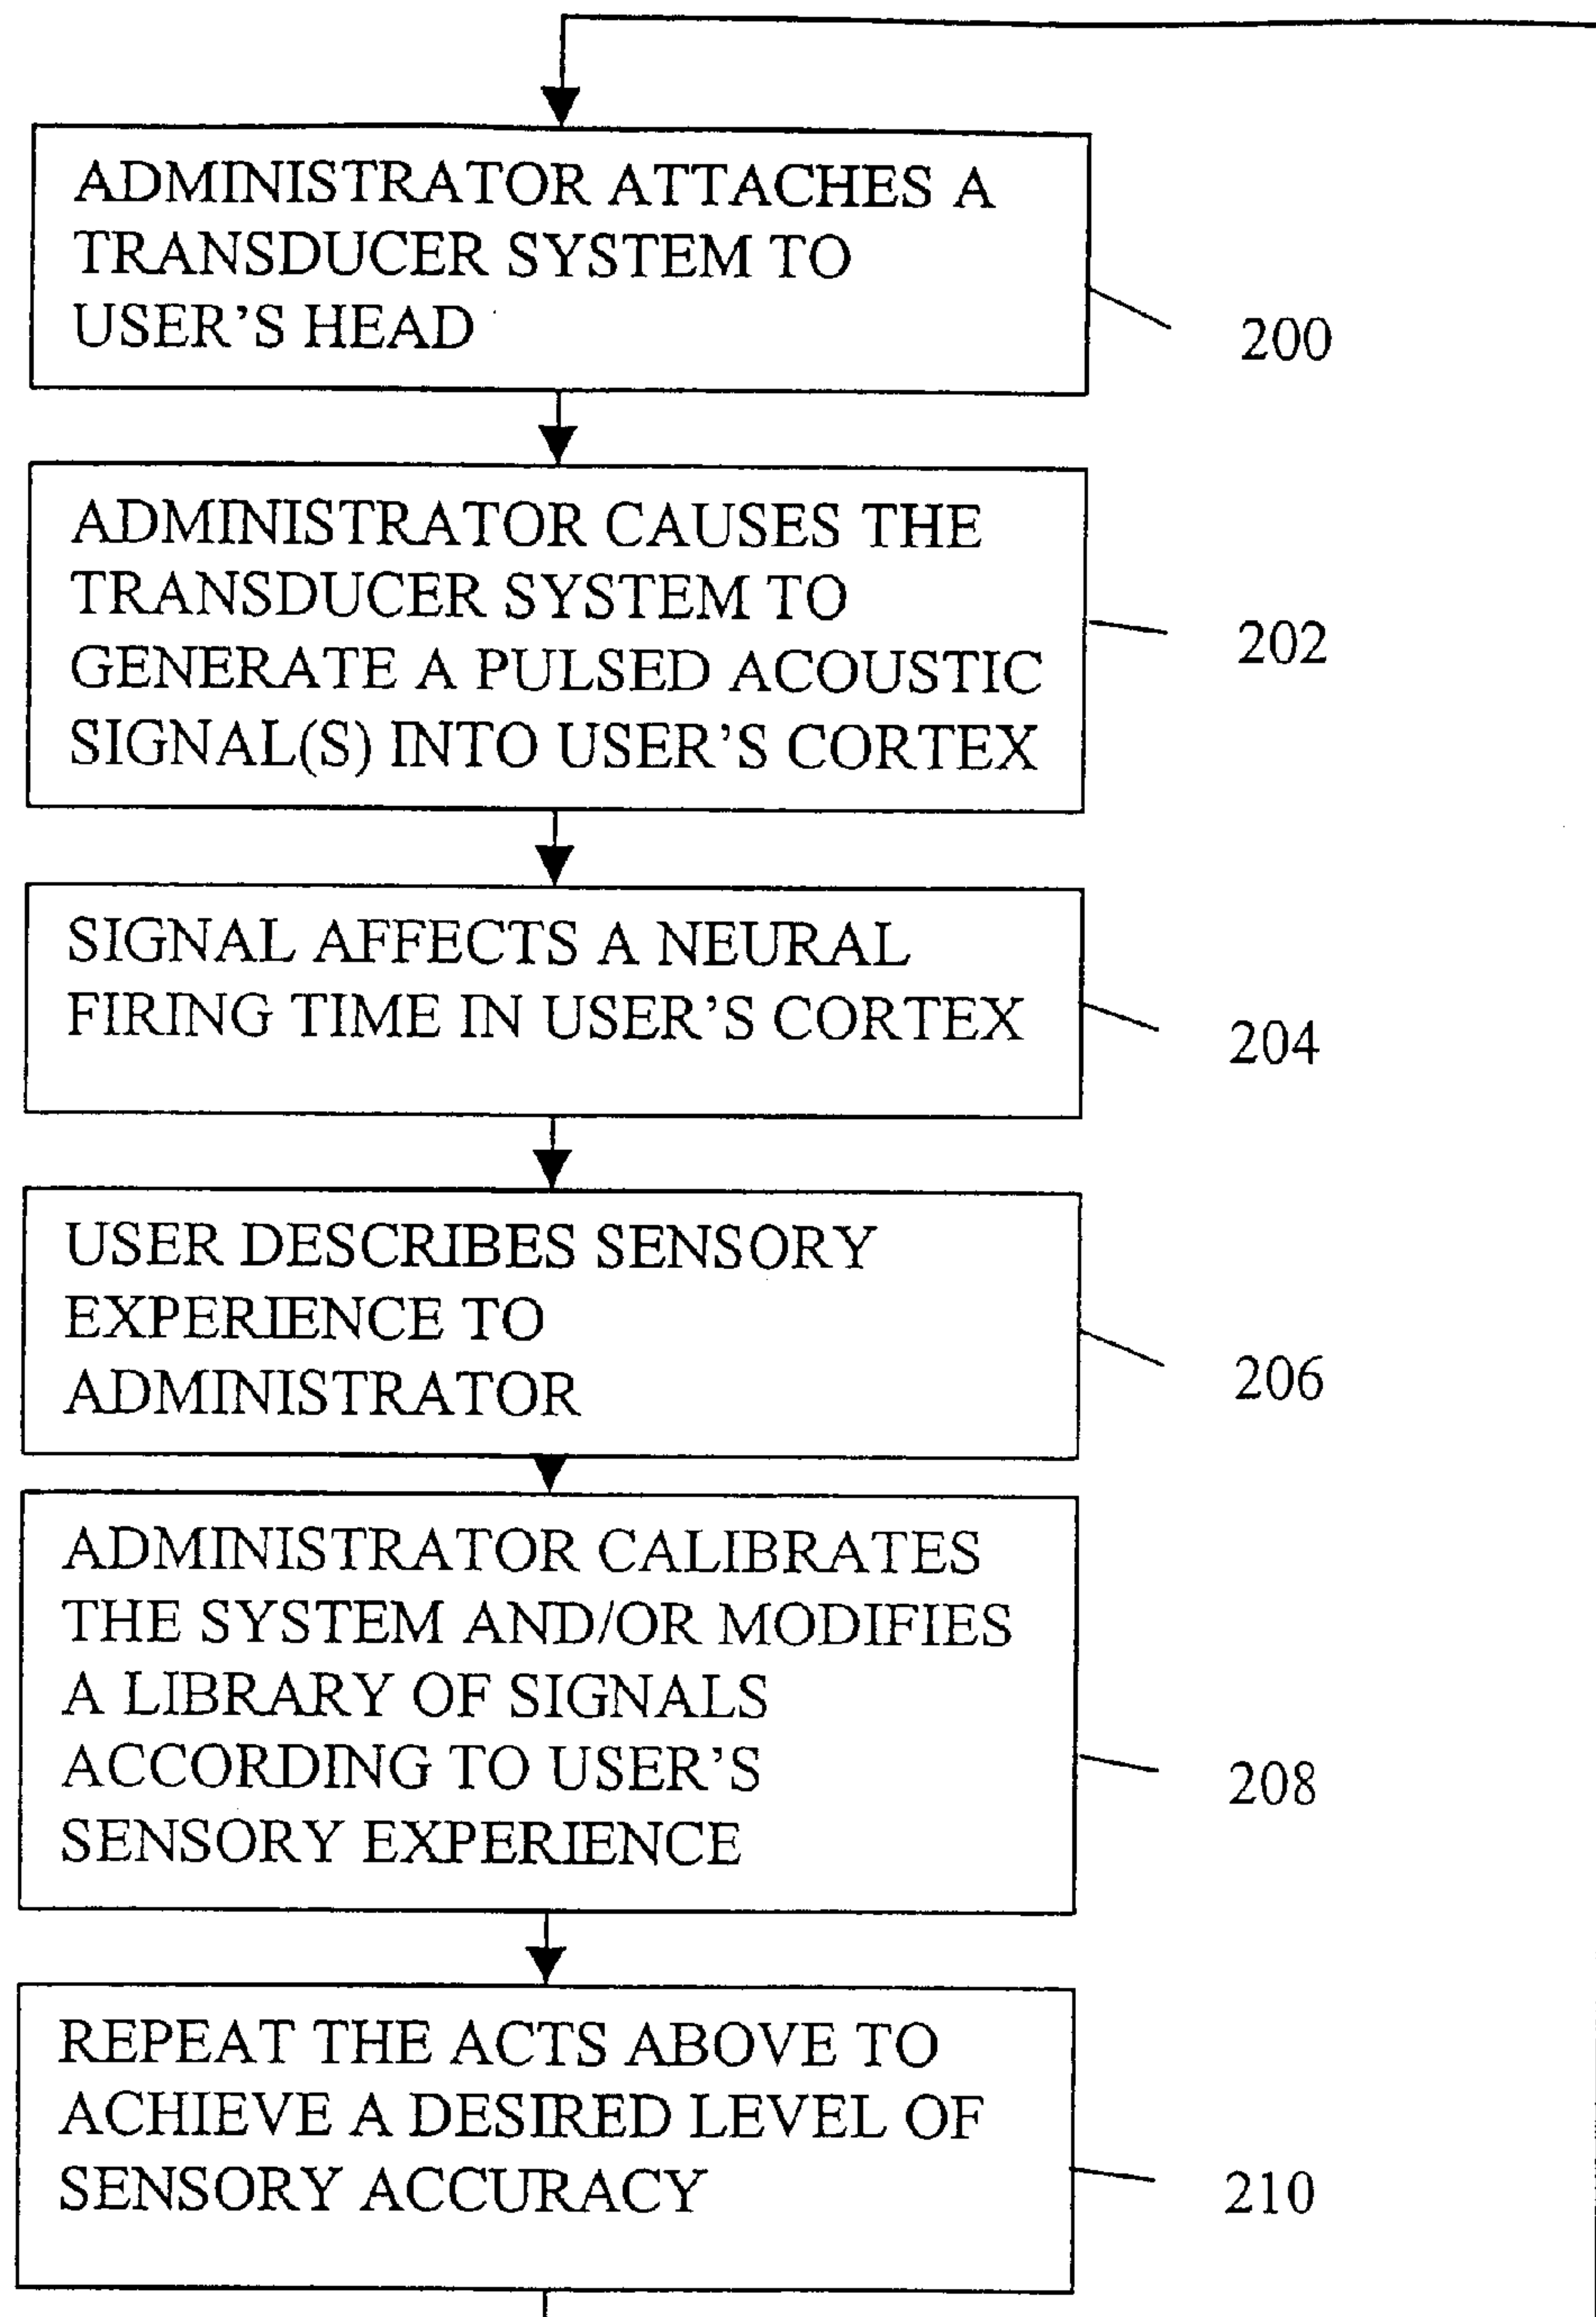 ADMINISTRATOR ATTACHES A
TRANSDUCER SYSTEM TO
USER'S HEAD
200
ADMINISTRATOR CAUSES THE
TRANSDUCER SYSTEM TO
GENERATE A PULSED ACOUSTIC
SIGNAL(S) INTO USER'S CORTEX
202
SIGNAL AFFECTS A NEURAL
FIRING TIME IN USER'S CORTEX
204
USER DESCRIBES SENSORY
EXPERIENCE TO
ADMINISTRATOR
206
ADMINISTRATOR CALIBRATES
THE SYSTEM AND/OR MODIFIES
A LIBRARY OF SIGNALS
ACCORDING TO USER'S
SENSORY EXPERIENCE
208
REPEAT THE ACTS ABOVE TO
ACHIEVE A DESIRED LEVEL OF
SENSORY ACCURACY
210